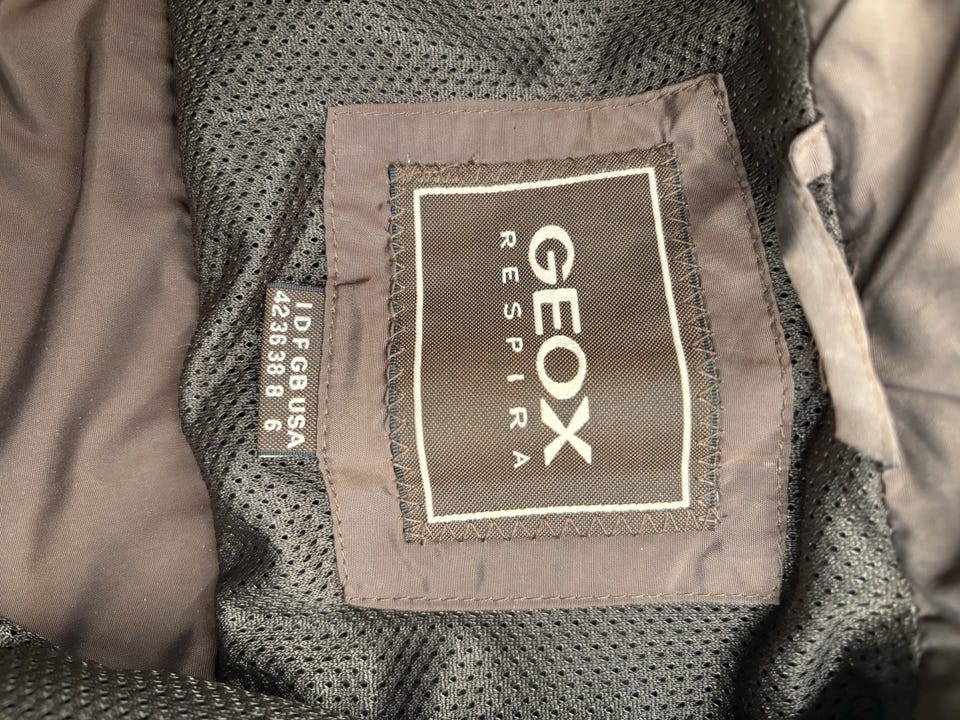 GEOX
RESPIRA
I D F GB USA
42 36 38 8 6